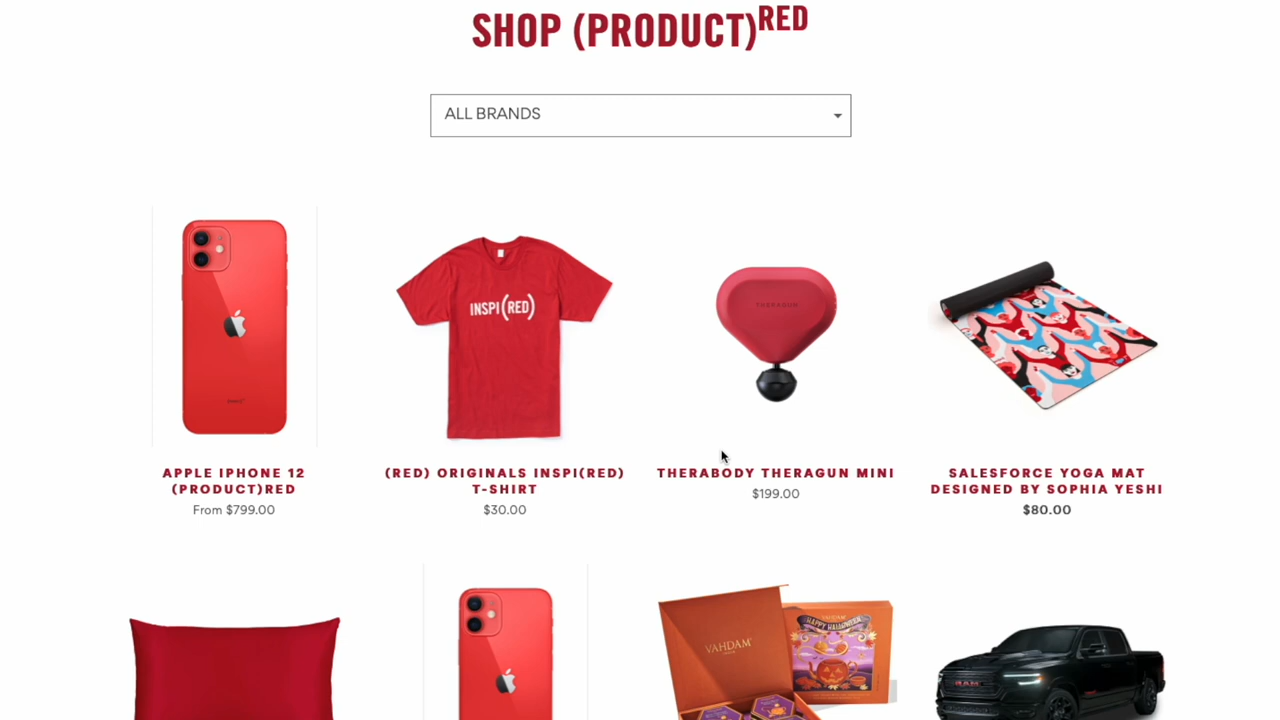 SHOP (PRODUCT)RED
ALL BRANDS
INSPI(RED)
THERAGUN
APPLE IPHONE 12
(PRODUCT)RED
From $799.00
(RED) ORIGINALS INSPI(RED)
T-SHIRT
$30.00
THERABODY THERAGUN MINI
$199.00
SALESFORCE YOGA MAT
DESIGNED BY SOPHIA YESHI
$80.00
VAHDAM
HAPPY HALLOWEEN
RAM